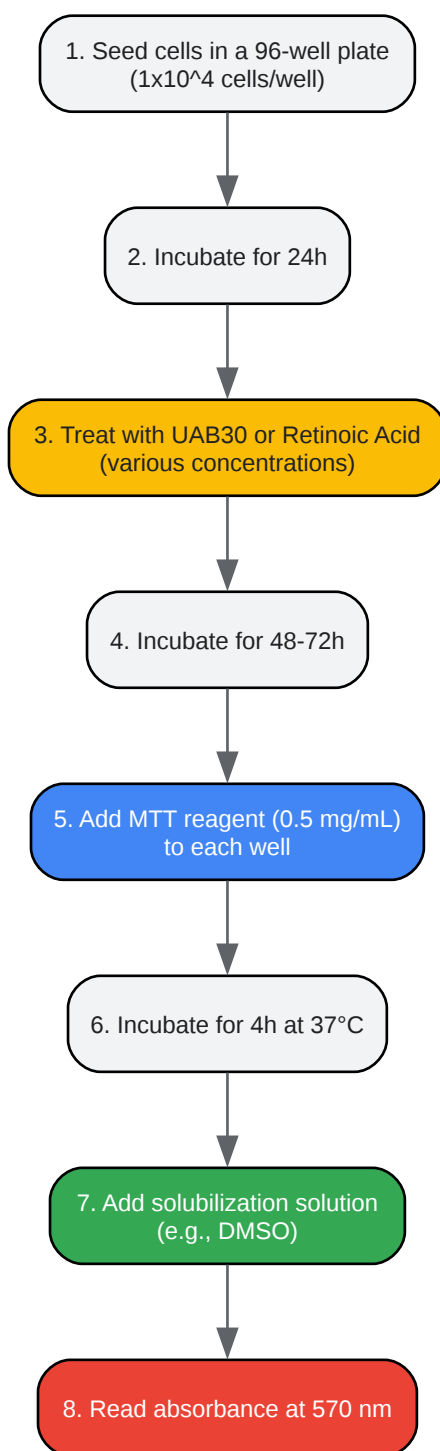 1. Seed cells in a 96-well plate
(1x10^4 cells/well)
2. Incubate for 24h
3. Treat with UAB30 or Retinoic Acid
(various concentrations)
4. Incubate for 48-72h
5. Add MTT reagent (0.5 mg/mL)
to each well
6. Incubate for 4h at 37°C
7. Add solubilization solution
(e.g., DMSO)
8. Read absorbance at 570 nm